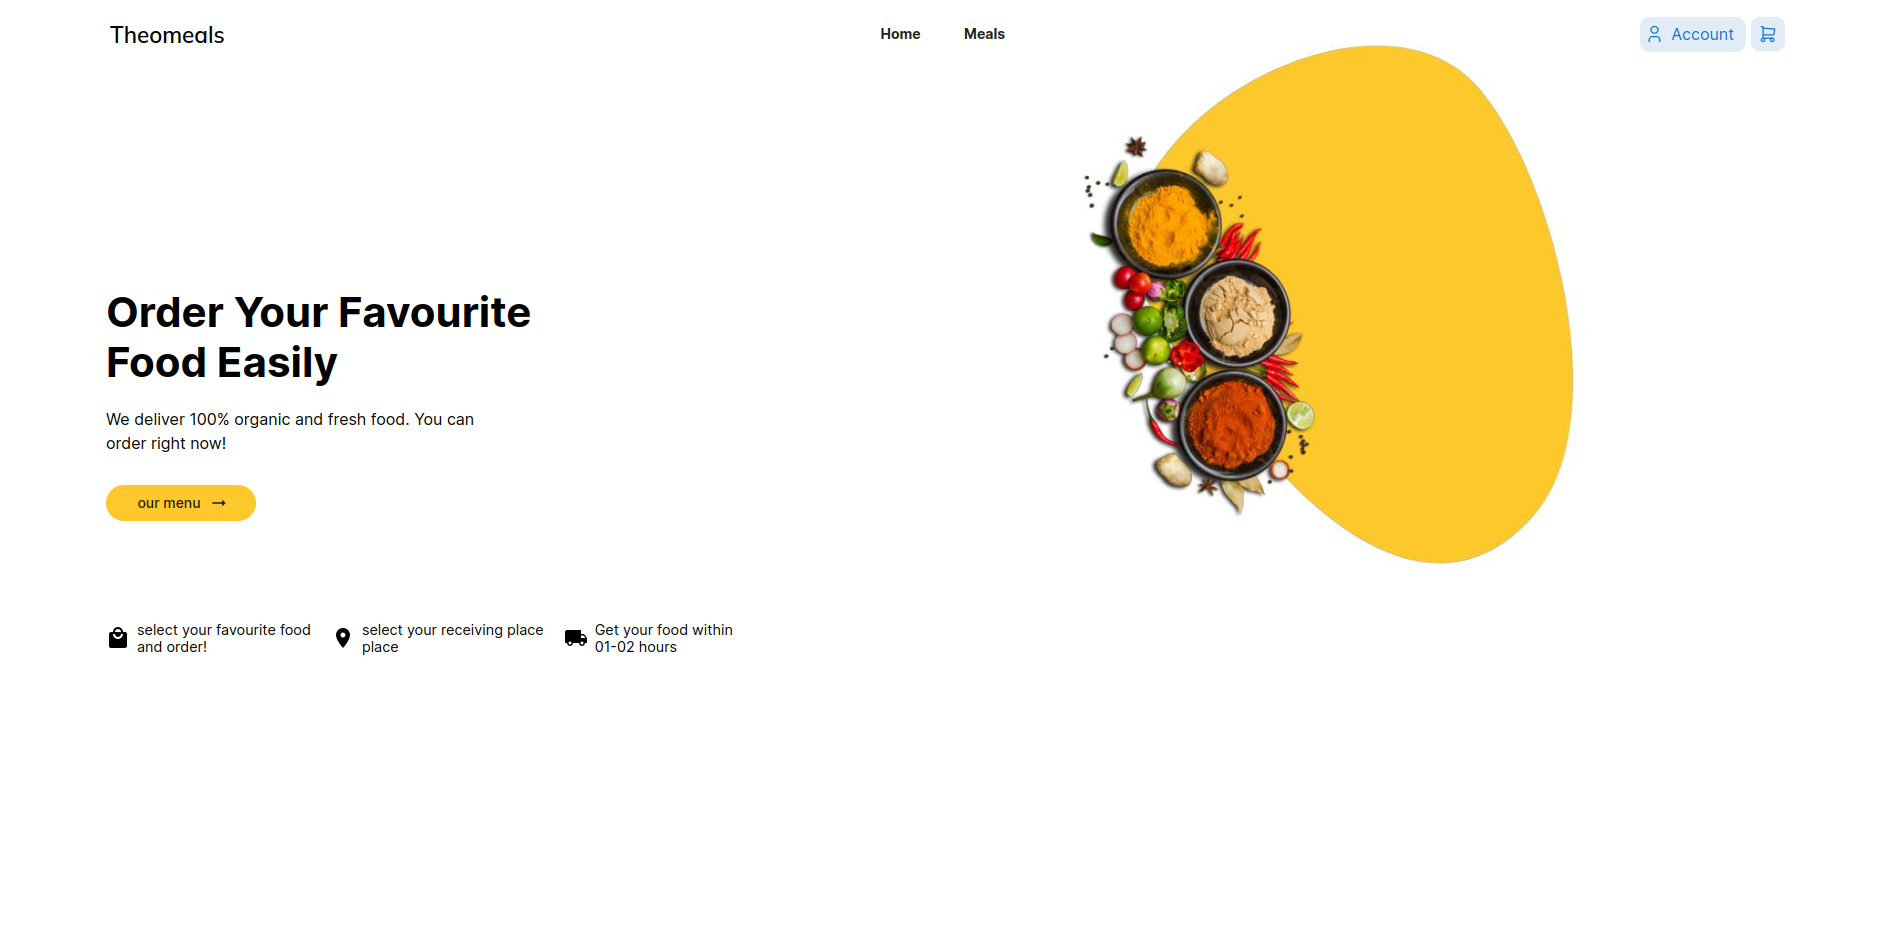 Theomeals
Home
Meals
Account
Order Your Favourite
Food Easily
We deliver 100% organic and fresh food. You can
order right now!
our menu
select your favourite food
and order!
select your receiving place
place
Get your food within
01-02 hours